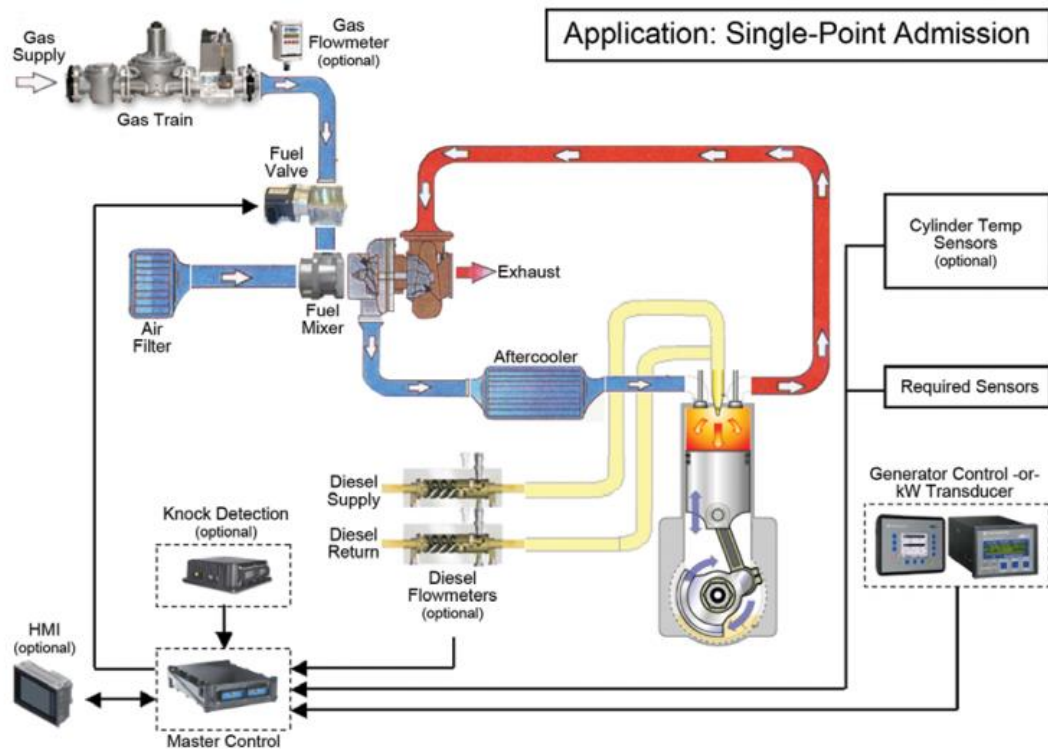 Application: Single-Point Admission
Gas
Supply
Gas
Flowmeter
(optional)
Gas Train
Fuel
Valve
Cylinder Temp
Sensors
(optional)
Exhaust
Air
Filter
Fuel
Mixer
Aftercooler
Required Sensors
Diesel
Supply
Generator Control -or-
kW Transducer
Knock Detection
(optional)
Diesel
Return
Diesel
Flowmeters
(optional)
HMI
(optional)
Master Control